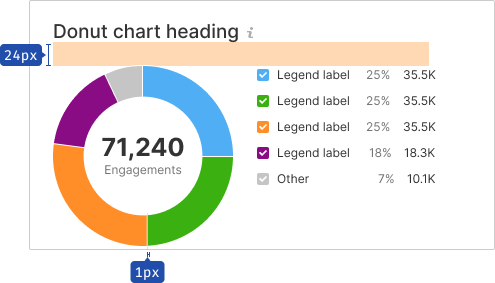 Donut chart heading i
24px
Legend label 25% 35.5K
Legend label 25% 35.5K
Legend label 25% 35.5K
Legend label 18% 18.3K
Other 7% 10.1K
71,240
Engagements
1px